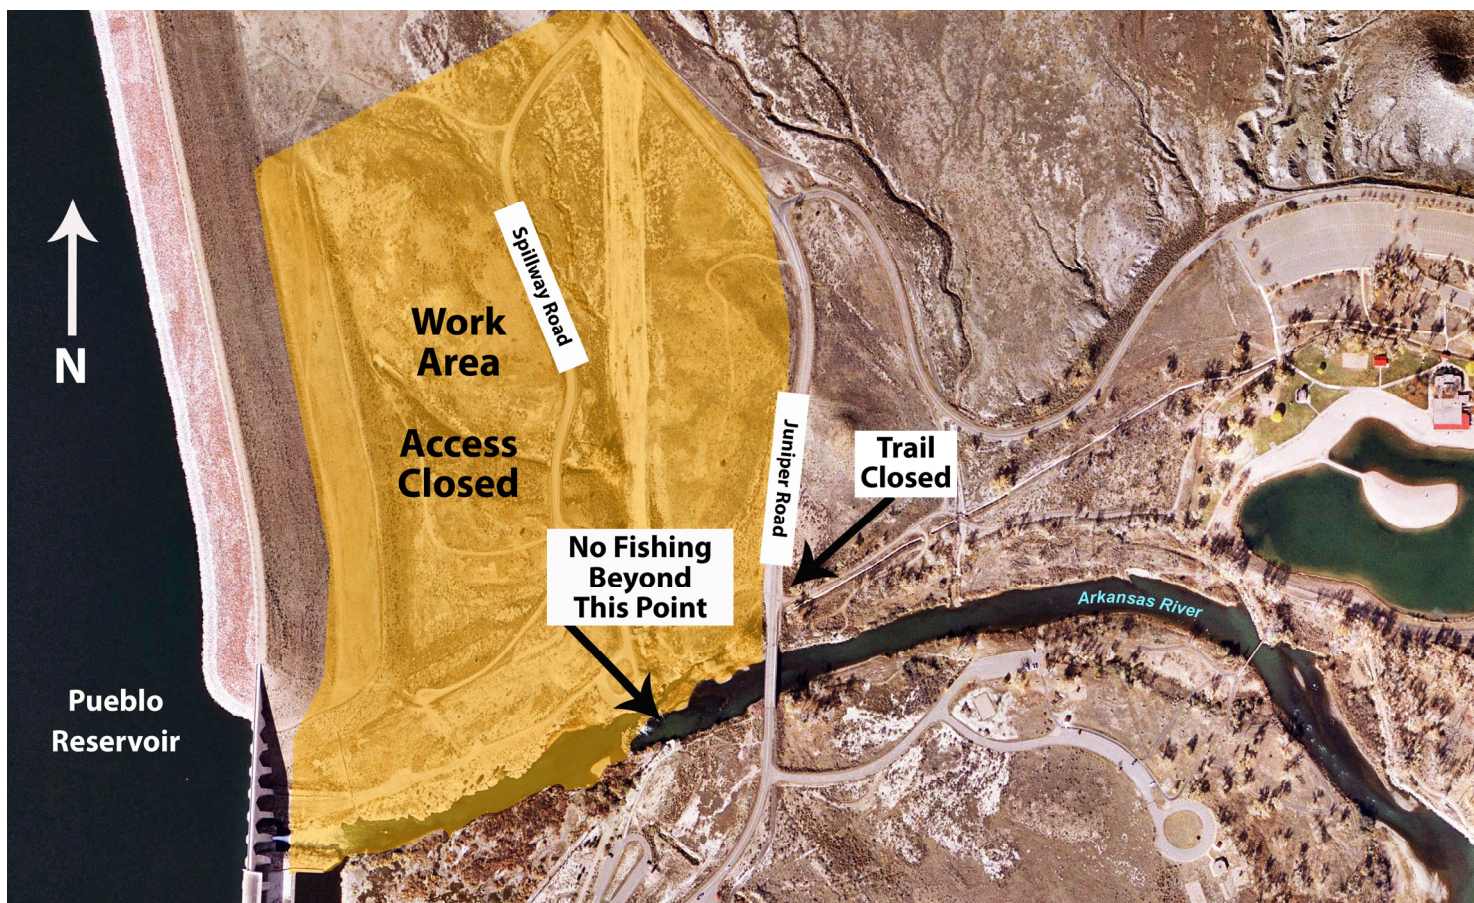 Spillway Road
Work
Area
Access
Closed
N
Juniper Road
Trail
Closed
No Fishing
Beyond
This Point
Arkansas River
Pueblo
Reservoir